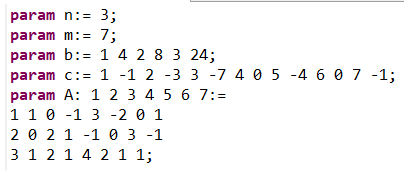 param n:= 3;
param m:= 7;
param b:= 1 4 2 8 3 24;
param c:= 1 -1 2 -3 3 -7 4 0 5 -4 6 0 7 -1;
param A: 1 2 3 4 5 6 7:=
1 1 0 -1 3 -2 0 1
2 0 2 1 -1 0 3 -1
3 1 2 1 4 2 1 1;